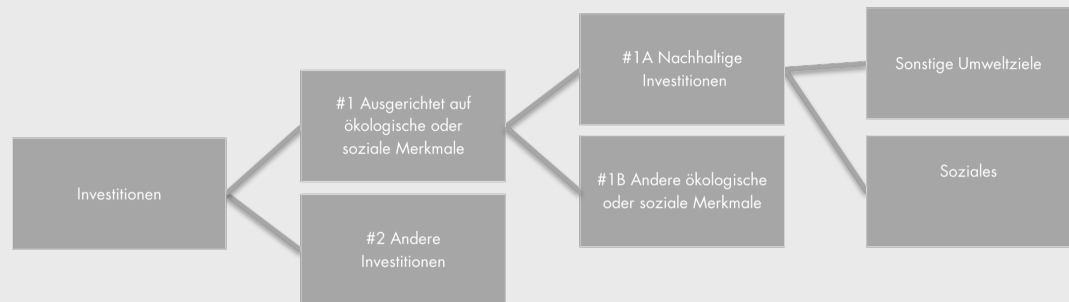 Investitionen
#1 Ausgerichtet auf
ökologische oder
soziale Merkmale
#2 Andere
Investitionen
#1A Nachhaltige
Investitionen
#1B Andere ökologische
oder soziale Merkmale
Sonstige Umweltziele
Soziales